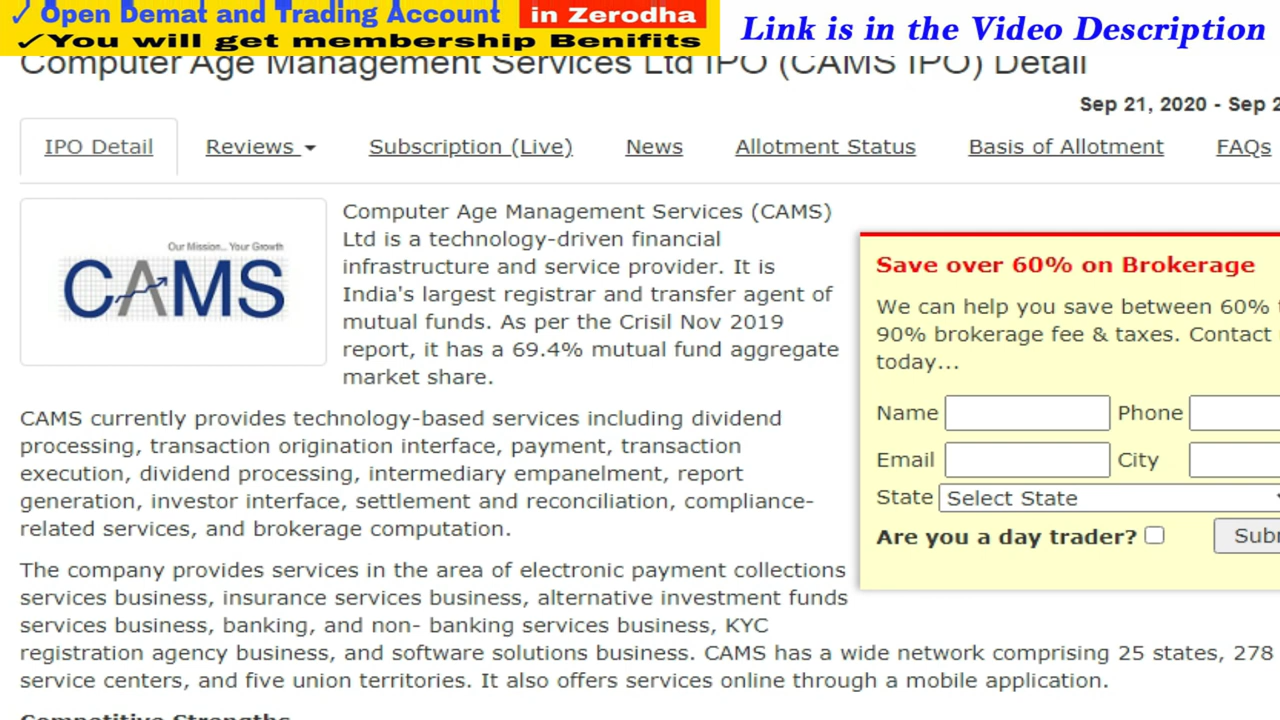 ✓ Open Demat and Trading Account in Zerodha
✓You will get membership Benifits
Link is in the Video Description
Computer Age Management Services Ltd IPO (CAMS IPO) Detail
Sep 21, 2020 - Sep 2
IPO Detail Reviews Subscription (Live) News Allotment Status Basis of Allotment FAQs
Our Mission... Your Growth
CAMS
Computer Age Management Services (CAMS)
Ltd is a technology-driven financial
infrastructure and service provider. It is
India's largest registrar and transfer agent of
mutual funds. As per the Crisil Nov 2019
report, it has a 69.4% mutual fund aggregate
market share.
Save over 60% on Brokerage
We can help you save between 60%
90% brokerage fee & taxes. Contact
today...
Name Phone
Email City
State Select State
Are you a day trader? Sub
CAMS currently provides technology-based services including dividend
processing, transaction origination interface, payment, transaction
execution, dividend processing, intermediary empanelment, report
generation, investor interface, settlement and reconciliation, compliance-
related services, and brokerage computation.
The company provides services in the area of electronic payment collections
services business, insurance services business, alternative investment funds
services business, banking, and non- banking services business, KYC
registration agency business, and software solutions business. CAMS has a wide network comprising 25 states, 278
service centers, and five union territories. It also offers services online through a mobile application.
Competitive Strengths